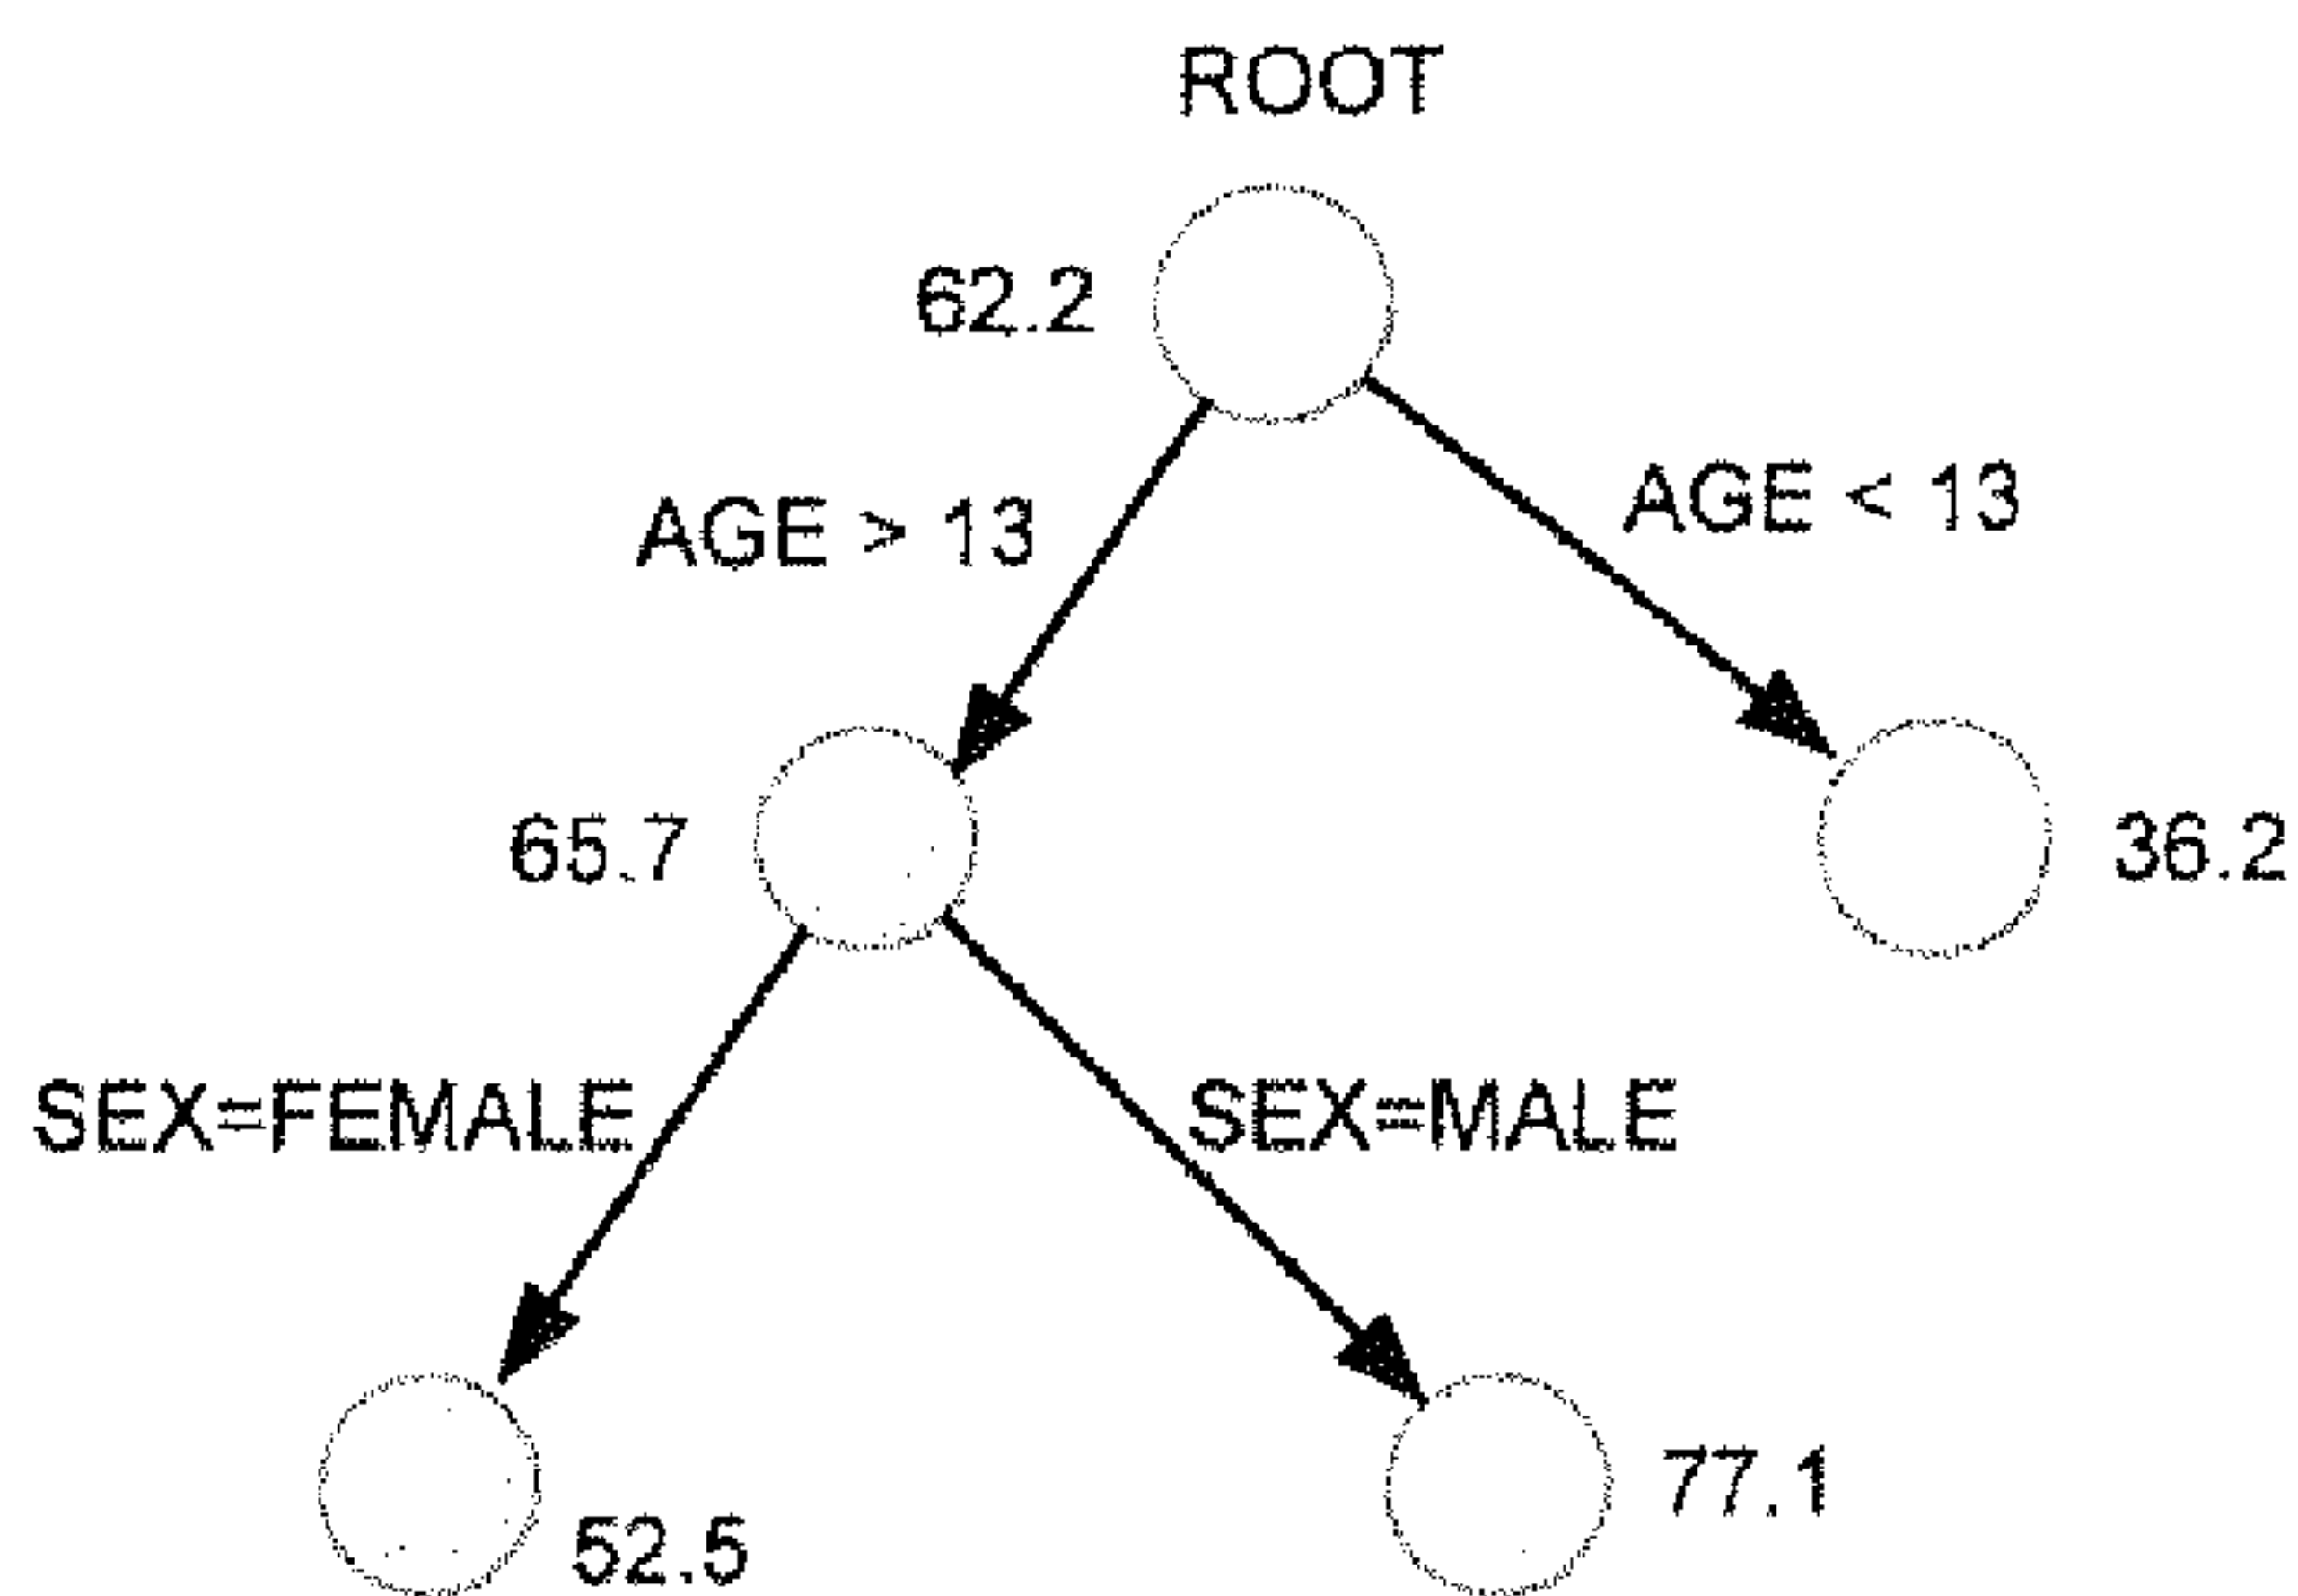 ROOT
62.2
AGE > 13
AGE < 13
65.7
36.2
SEX=FEMALE
SEX=MALE
52.5
77.1